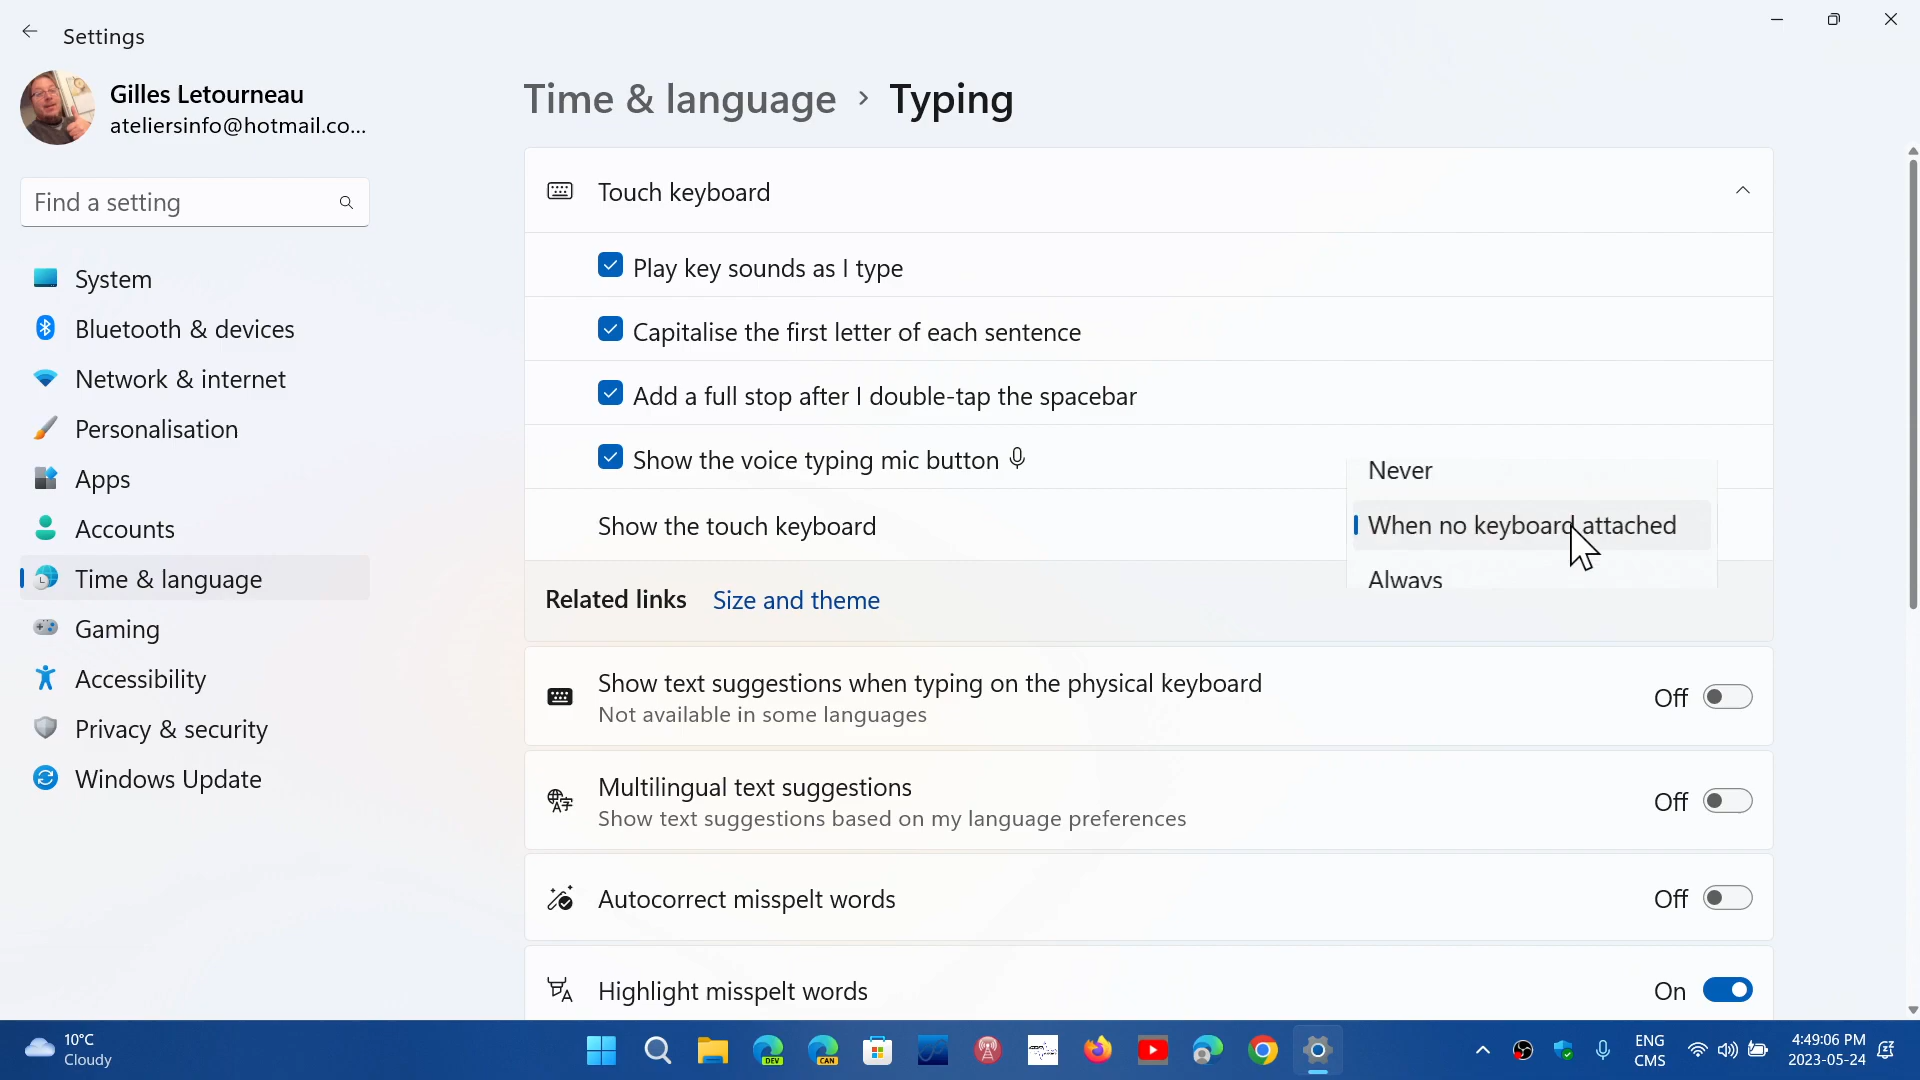 Settings
Gilles Letourneau
ateliersinfo@hotmail.co...
Find a setting
System
Bluetooth & devices
Network & internet
Personalisation
Apps
Accounts
Time & language
Gaming
Accessibility
Privacy & security
Windows Update
Time & language › Typing
Touch keyboard
Play key sounds as I type
Capitalise the first letter of each sentence
Add a full stop after I double-tap the spacebar
Show the voice typing mic button
Show the touch keyboard
Never
When no keyboard attached
Always
Related links Size and theme
Show text suggestions when typing on the physical keyboard
Not available in some languages
Off
Multilingual text suggestions
Show text suggestions based on my language preferences
Off
Autocorrect misspelt words
Off
Highlight misspelt words
On
10°C
Cloudy
DEV
CAN
ENG
CMS
4:49:06 PM
2023-05-24